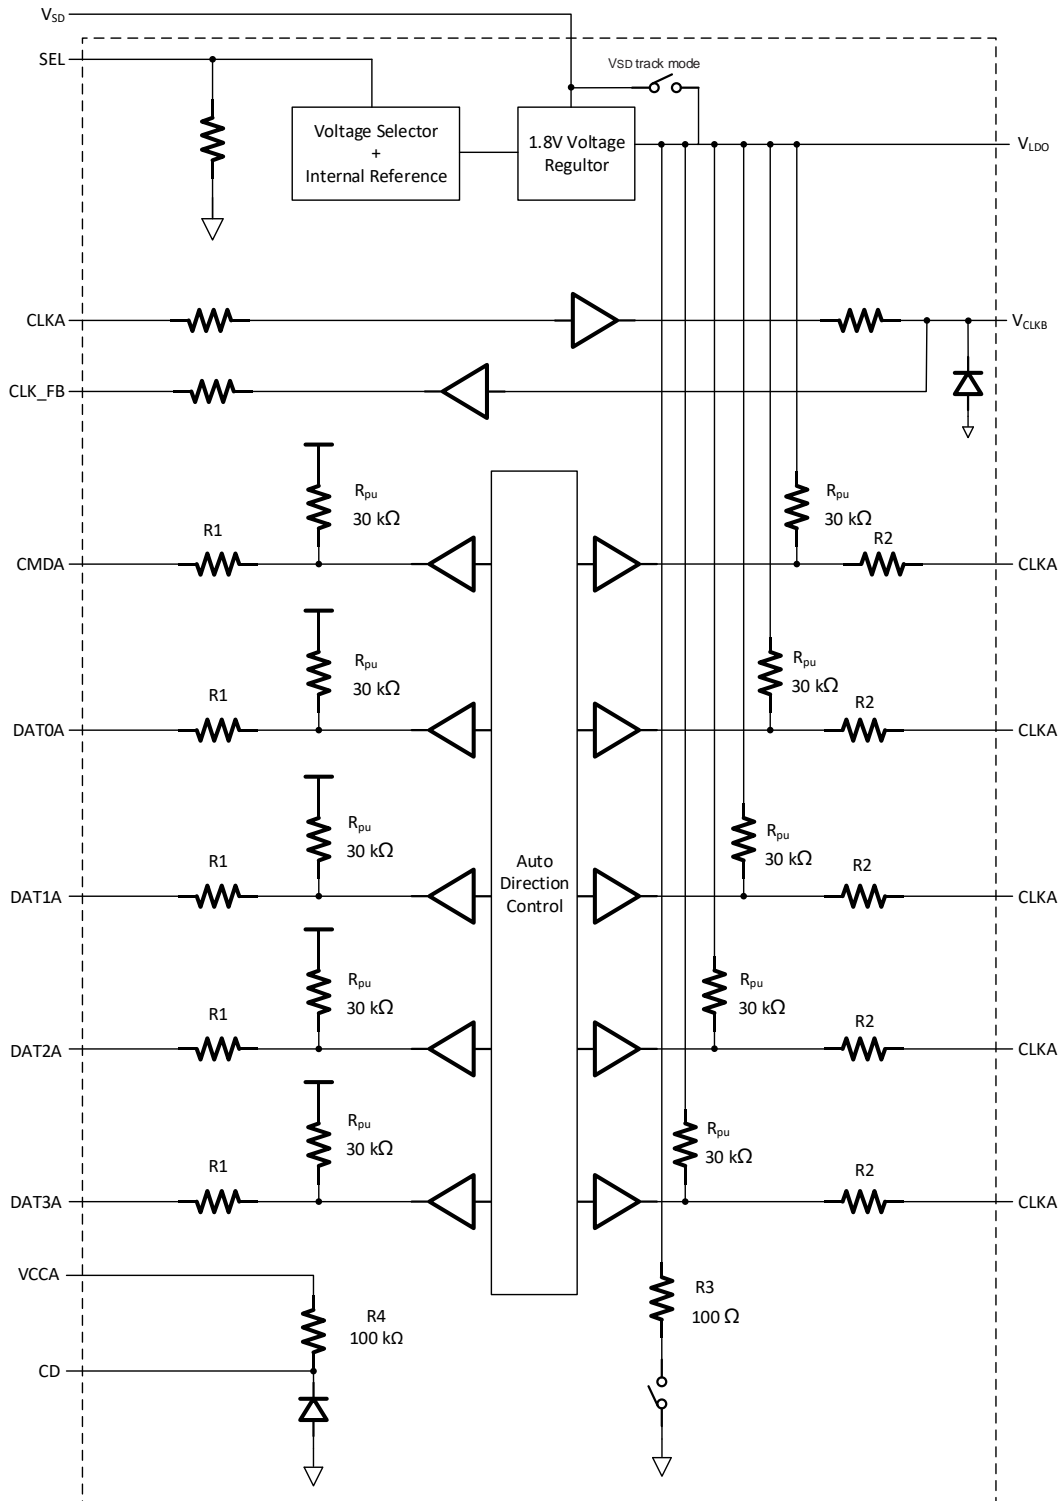 VSD
SEL
VSD track mode
Voltage Selector
+
Internal Reference
1.8V Voltage
Regultor
VLDO
CLKA
VCLKB
CLK_FB
Rpu
30 kΩ
Rpu
30 kΩ
R1
R2
CMDA
CLKA
Rpu
30 kΩ
Rpu
30 kΩ
R1
R2
DAT0A
CLKA
Rpu
30 kΩ
Rpu
30 kΩ
R1
R2
Auto
Direction
Control
DAT1A
CLKA
Rpu
30 kΩ
Rpu
30 kΩ
R1
R2
DAT2A
CLKA
Rpu
30 kΩ
Rpu
30 kΩ
R1
R2
DAT3A
CLKA
VCCA
R3
100 Ω
R4
100 kΩ
CD